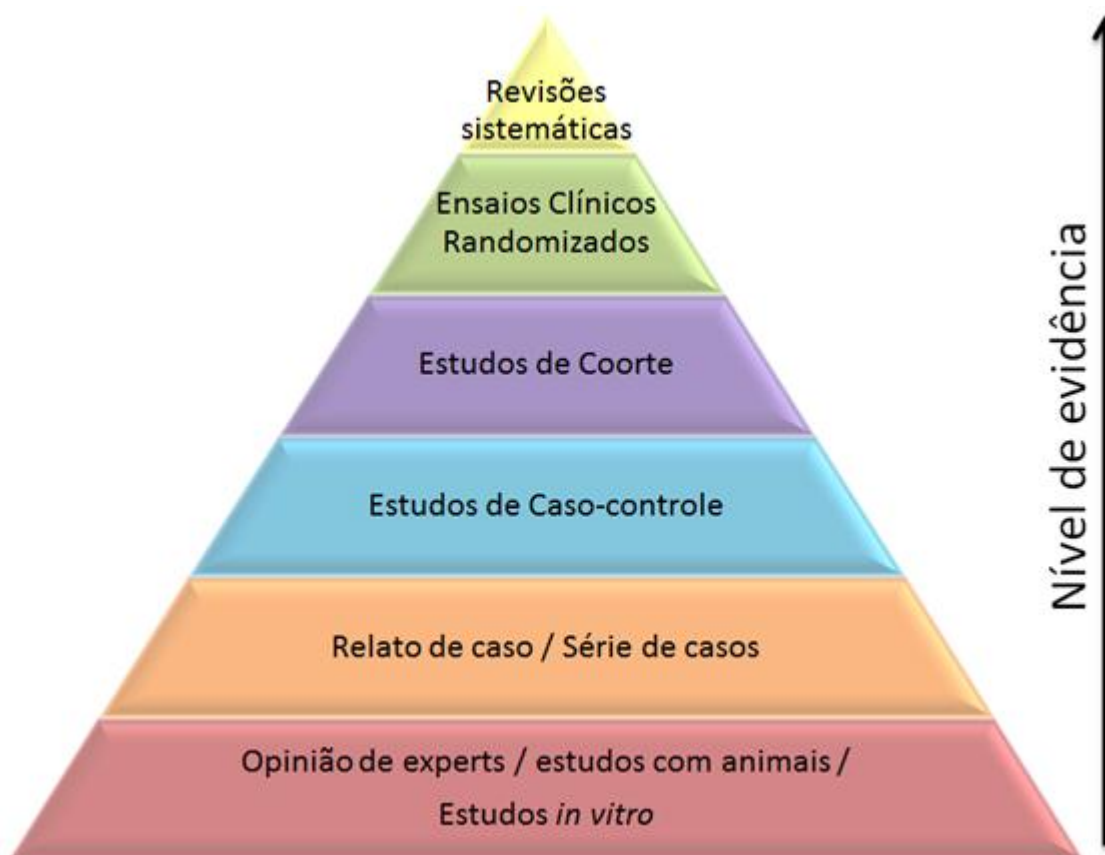 Revisões
sistemáticas
Ensaios Clínicos
Randomizados
Estudos de Coorte
Estudos de Caso-controle
Relato de caso / Série de casos
Opinião de experts / estudos com animais /
Estudos in vitro
Nível de evidência